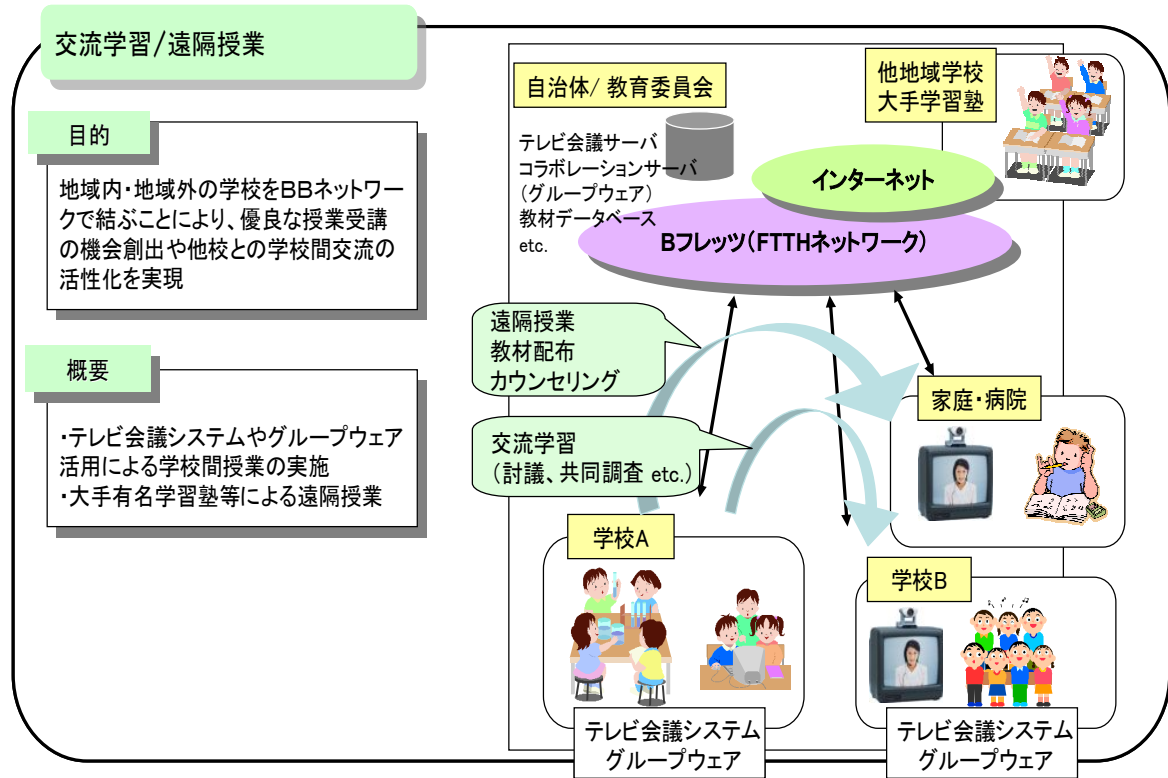 交流学習/遠隔授業
目的
地域内・地域外の学校をBBネットワー
クで結ぶことにより、優良な授業受講
の機会創出や他校との学校間交流の
活性化を実現
概要
・テレビ会議システムやグループウェア
活用による学校間授業の実施
・大手有名学習塾等による遠隔授業
自治体/ 教育委員会
テレビ会議サーバ
コラボレーションサーバ
(グループウェア)
教材データベース
etc.
他地域学校
大手学習塾
インターネット
Bフレッツ(FTTHネットワーク)
遠隔授業
教材配布
カウンセリング
交流学習
(討議、共同調査 etc.)
家庭・病院
学校A
テレビ会議システム
グループウェア
学校B
テレビ会議システム
グループウェア